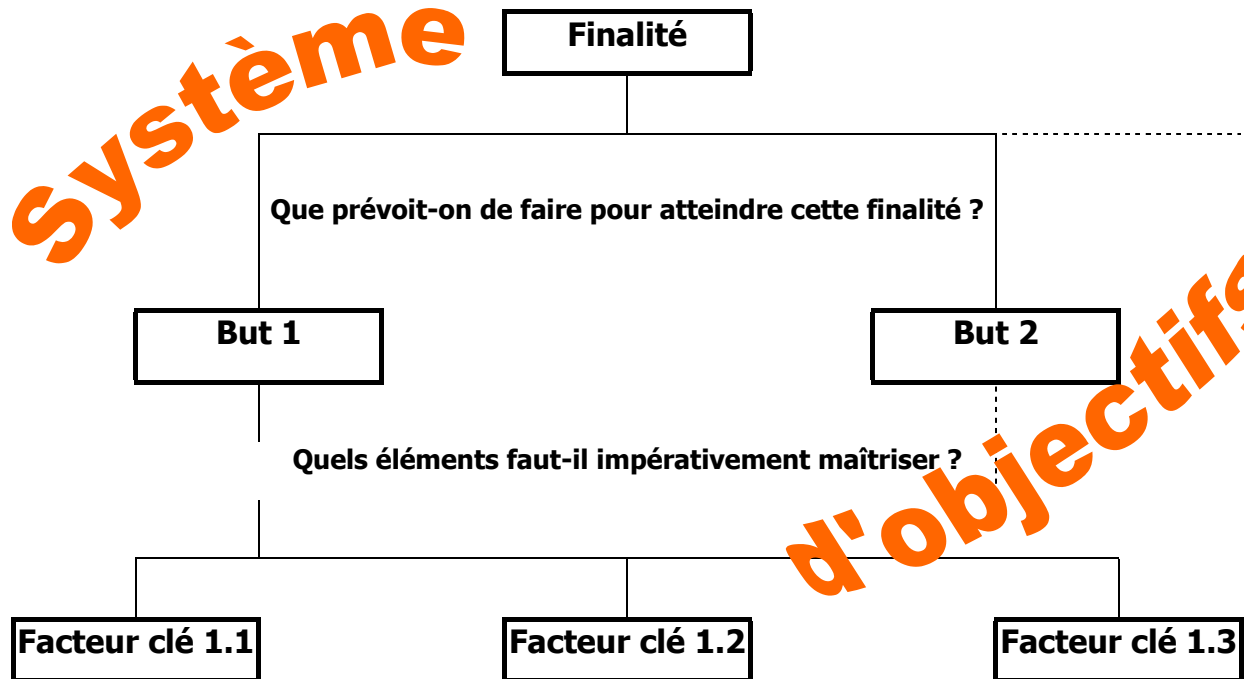 Système
Finalité
Que prévoit-on de faire pour atteindre cette finalité ?
But 1
But 2
d'objectifs
Quels éléments faut-il impérativement maîtriser ?
Facteur clé 1.1
Facteur clé 1.2
Facteur clé 1.3